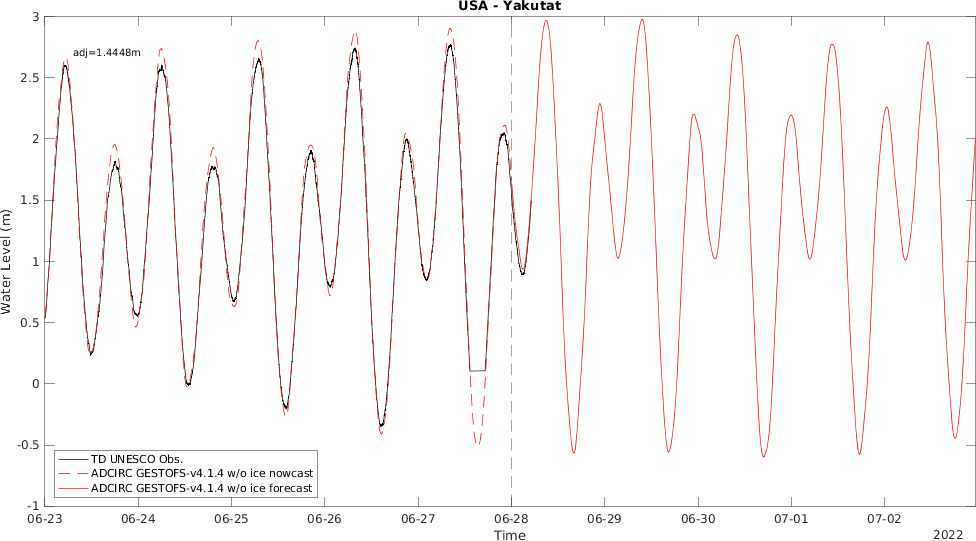 USA - Yakutat
adj=1.4448m
Water Level (m)
3
2.5
2
1.5
1
0.5
0
-0.5
-1
TD UNESCO Obs.
ADCIRC GESTOFS-v4.1.4 w/o ice nowcast
ADCIRC GESTOFS-v4.1.4 w/o ice forecast
06-23 06-24 06-25 06-26 06-27 06-28 06-29 06-30 07-01 07-02
Time
2022